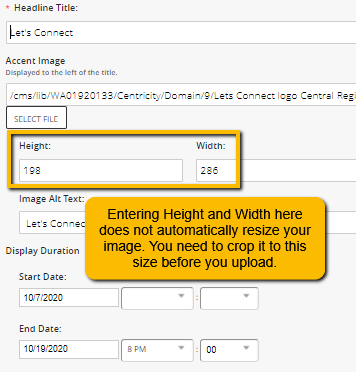 * Headline Title:
Let's Connect
Accent Image
Displayed to the left of the title.
/cms/lib/WA01920133/Centricity/Domain/9/Lets Connect logo Central Regi
SELECT FILE
Height: Width:
198 286
Image Alt Text:
Let's Connect
Entering Height and Width here
does not automatically resize your
image. You need to crop it to this
size before you upload.
Display Duration
Start Date:
10/7/2020 :
End Date:
10/19/2020 8 PM : 00